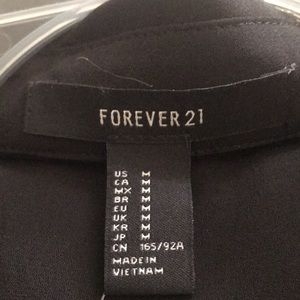 FOREVER 21
US M
CA M
MX M
BR M
EU M
UK M
KR M
JP M
CN 165/92A
MADE IN
VIETNAM